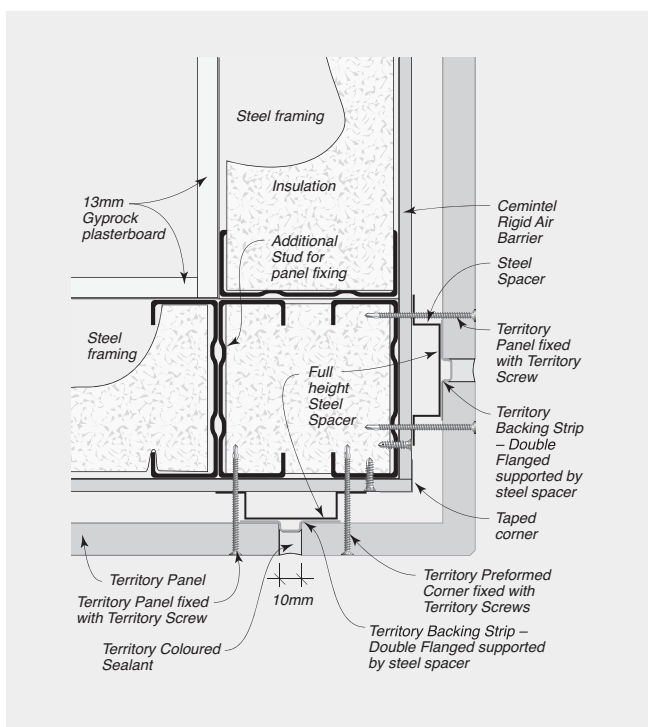 Steel framing
Insulation
13mm
Gyprock
plasterboard
Additional
Stud for
panel fixing
Cemintel
Rigid Air
Barrier
Steel
Spacer
Steel
framing
Full
height
Steel
Spacer
Territory
Panel fixed
with Territory
Screw
Territory
Backing Strip
– Double
Flanged
supported by
steel spacer
Taped
corner
Territory Panel
Territory Panel fixed
with Territory Screw
10mm
Territory Preformed
Corner fixed with
Territory Screws
Territory Coloured
Sealant
Territory Backing Strip –
Double Flanged supported
by steel spacer